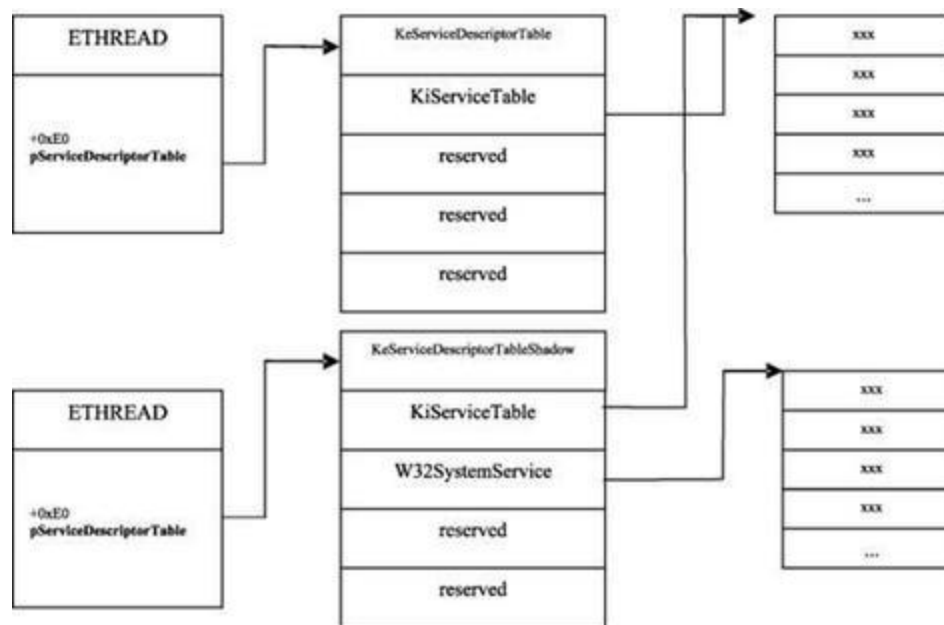 ETHREAD
+0xE0
pServiceDescriptorTable
KeServiceDescriptorTable
KiServiceTable
reserved
reserved
reserved
xxx
xxx
xxx
xxx
...
ETHREAD
+0xE0
pServiceDescriptorTable
KeServiceDescriptorTableShadow
KiServiceTable
W32SystemService
reserved
reserved
xxx
xxx
xxx
xxx
...